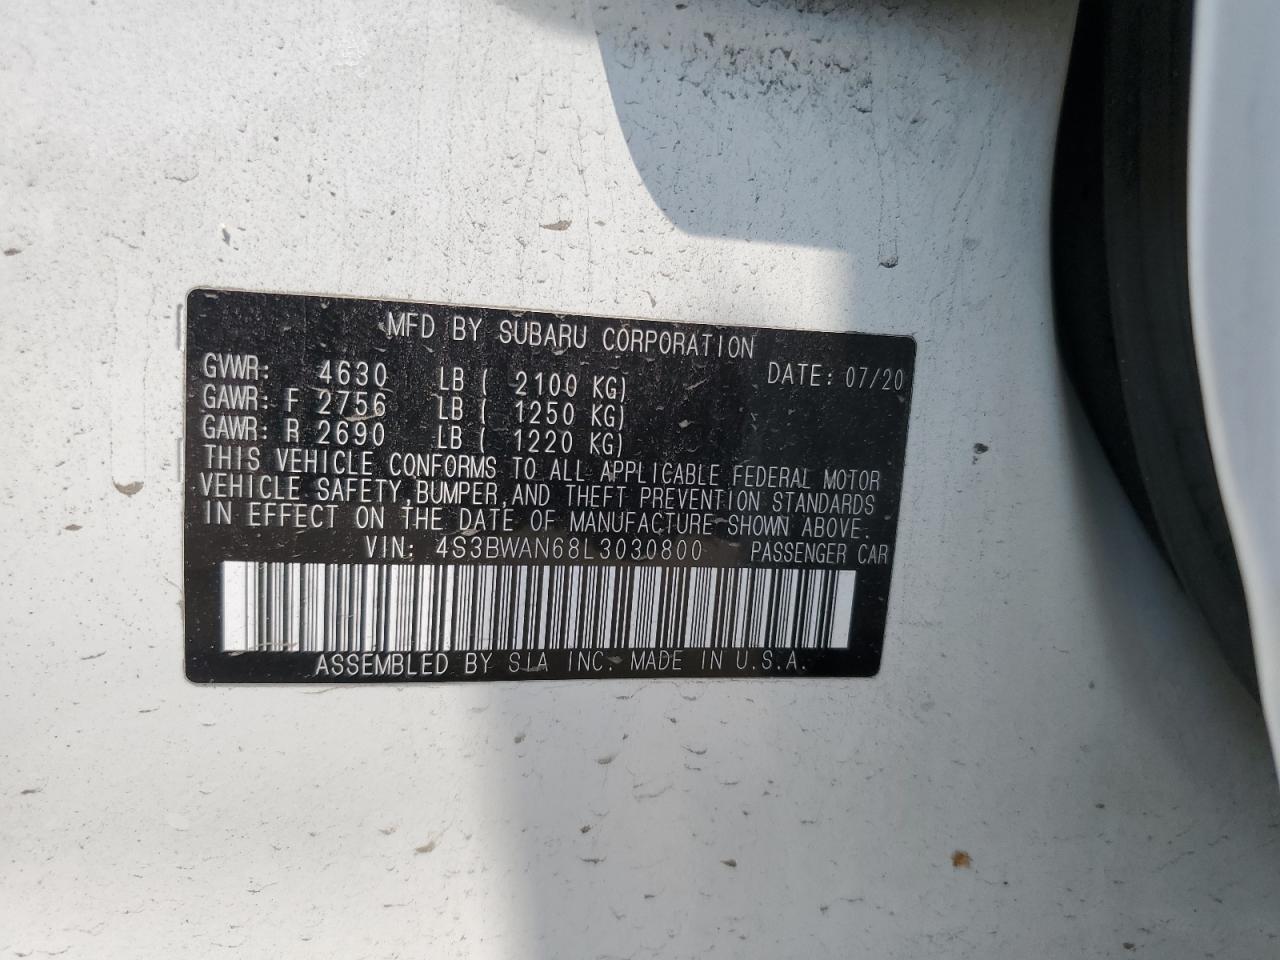 MFD BY SUBARU CORPORATION
GVWR: 4630 LB ( 2100 KG) DATE: 07/20
GAWR: F 2756 LB ( 1250 KG)
GAWR: R 2690 LB ( 1220 KG)
THIS VEHICLE CONFORMS TO ALL APPLICABLE FEDERAL MOTOR
VEHICLE SAFETY, BUMPER, AND THEFT PREVENTION STANDARDS
IN EFFECT ON THE DATE OF MANUFACTURE SHOWN ABOVE.
VIN: 4S3BWAN68L3030800 PASSENGER CAR
ASSEMBLED BY SIA INC. MADE IN U.S.A.